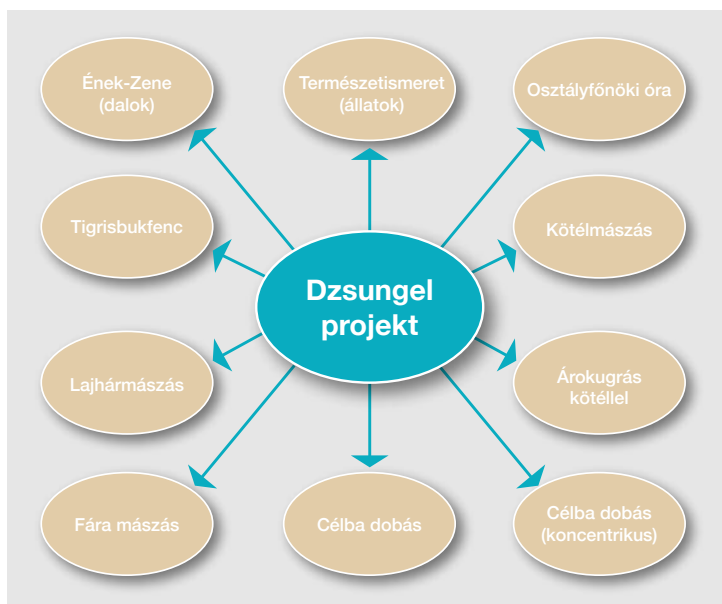 Ének-Zene
(dalok)
Természetismeret
(állatok)
Osztályfőnöki óra
Tigrisbukfenc
Kötélmászás
Dzsungel
projekt
Lajhármászás
Árokugrás
kötéllel
Fára mászás
Célba dobás
Célba dobás
(koncentrikus)